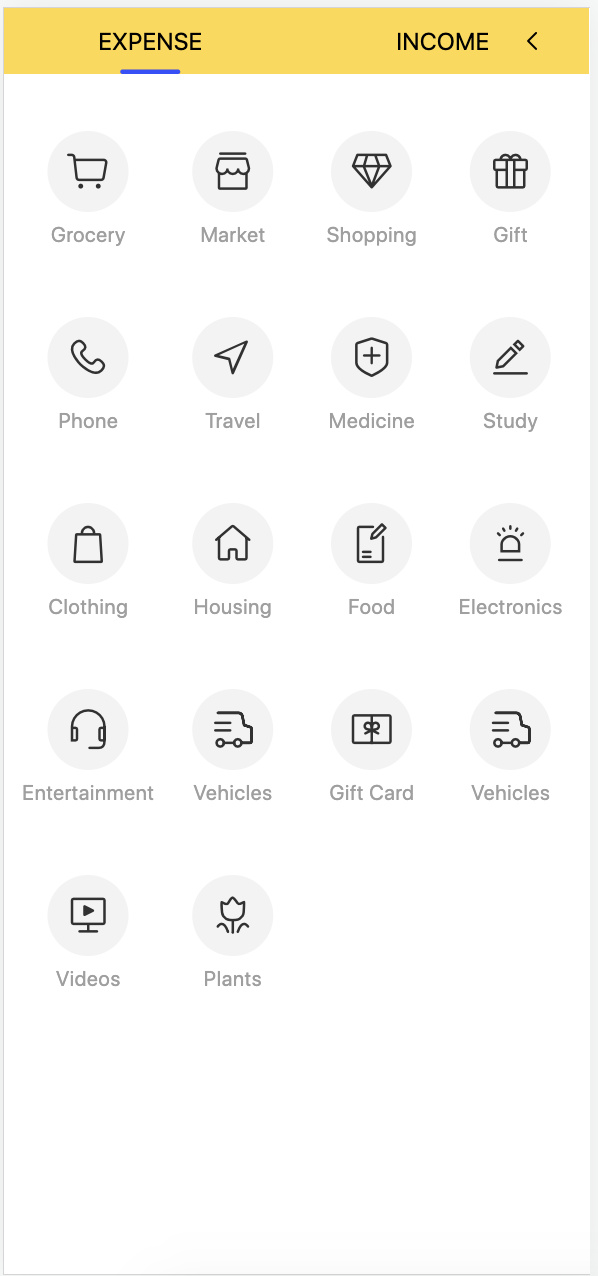 EXPENSE INCOME
Grocery Market Shopping Gift
Phone Travel Medicine Study
Clothing Housing Food Electronics
Entertainment Vehicles Gift Card Vehicles
Videos Plants